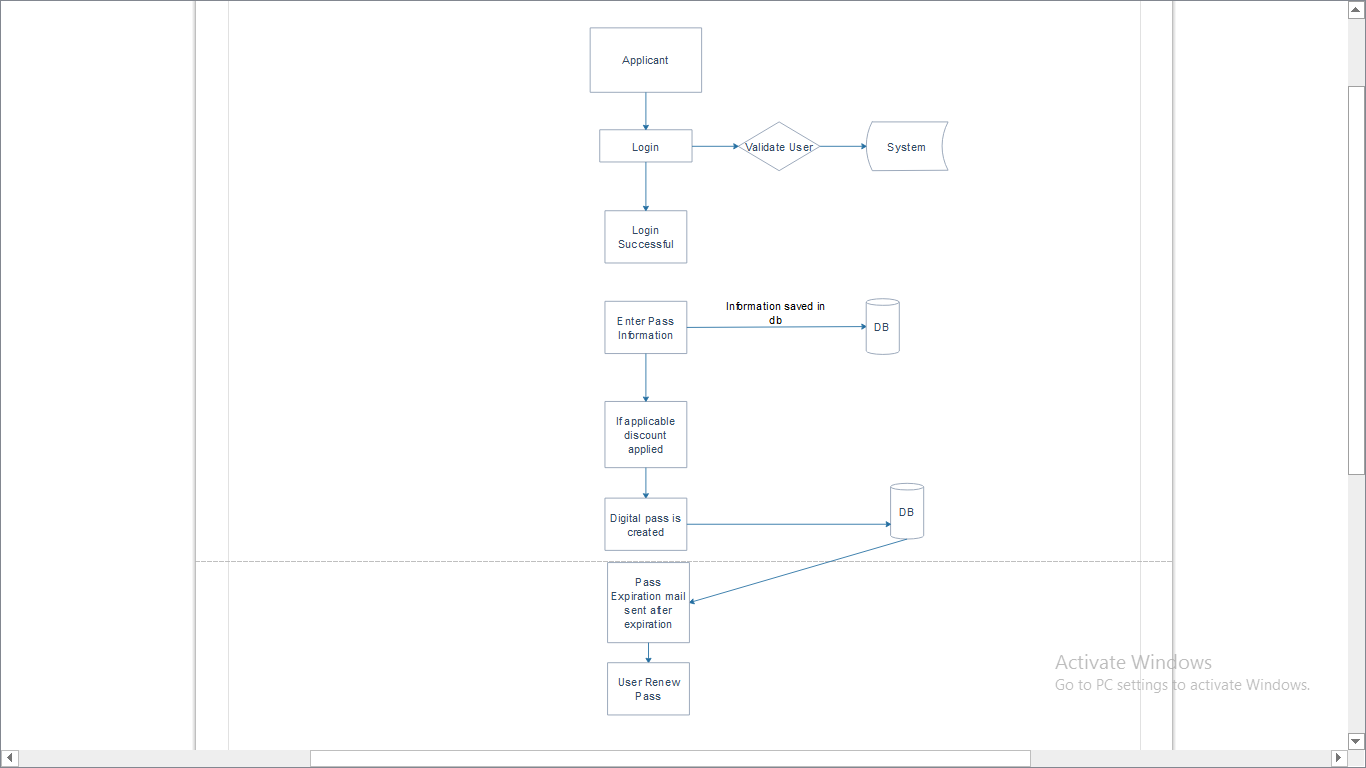 Applicant
Login
Validate User
System
Login
Successful
Information saved in
db
Enter Pass
Information
DB
If applicable
discount
applied
Digital pass is
created
DB
Pass
Expiration mail
sent after
expiration
User Renew
Pass
Activate Windows
Go to PC settings to activate Windows.